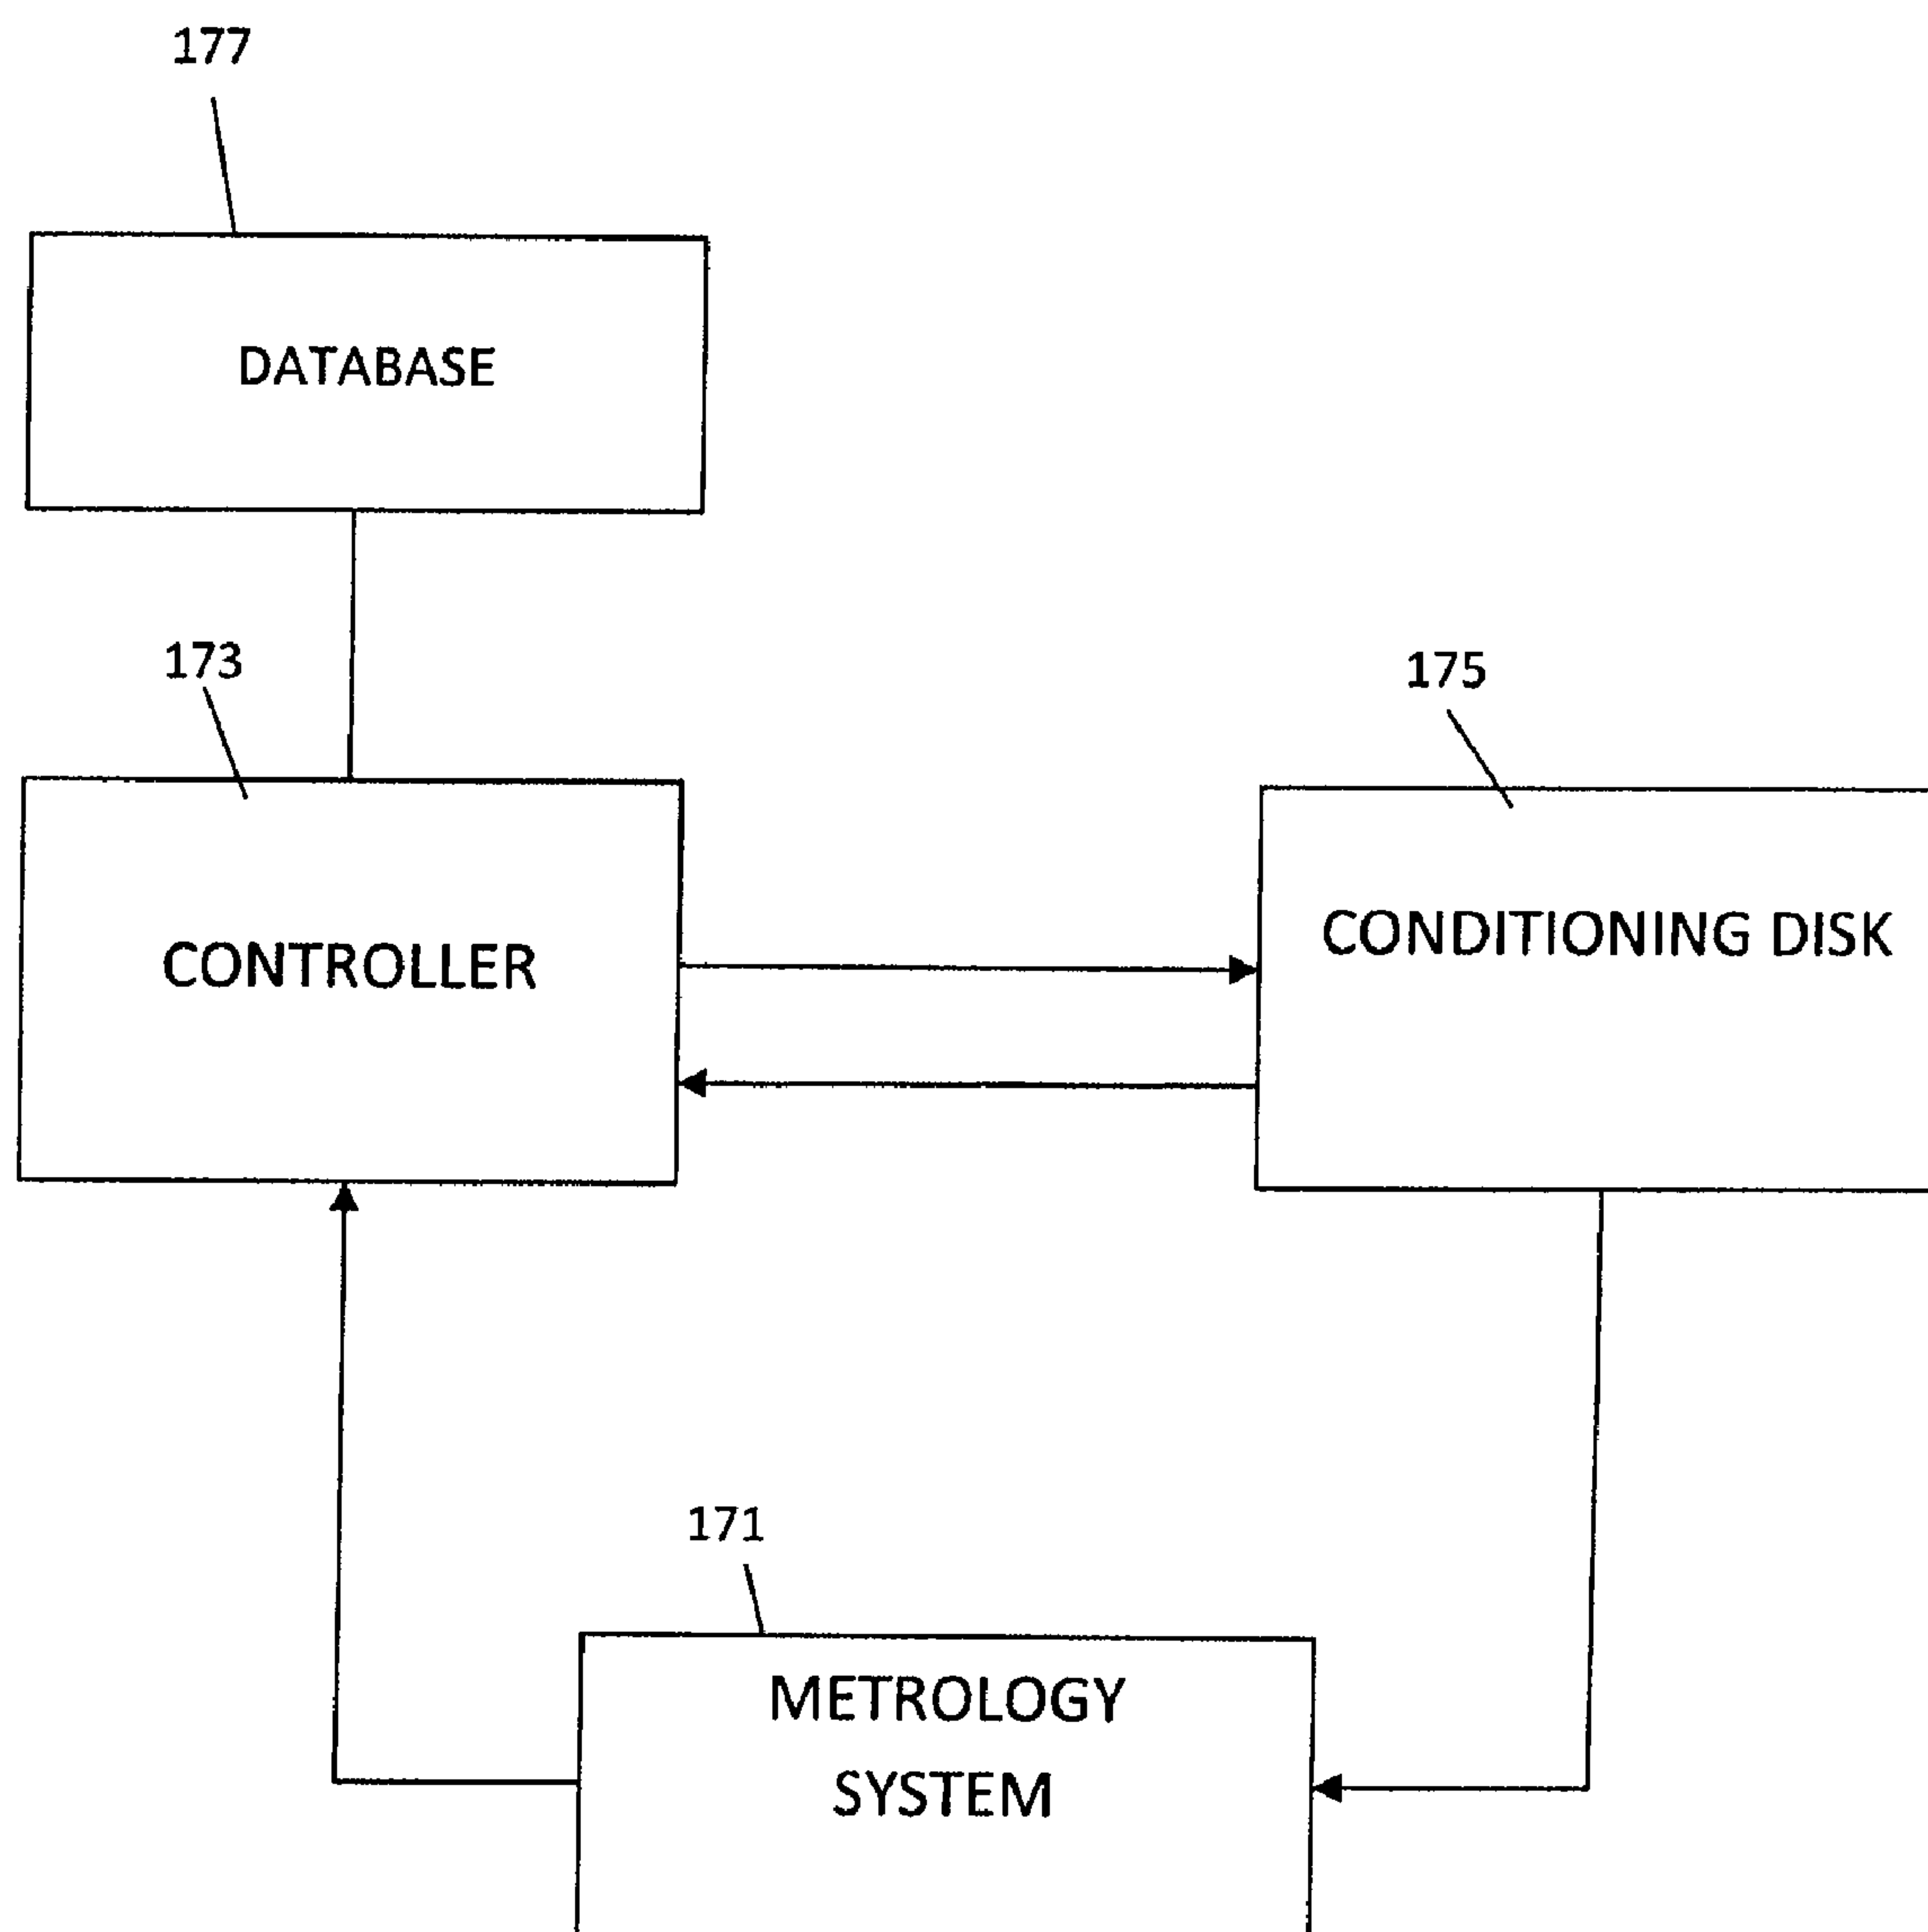 177
DATABASE
173
175
CONTROLLER
CONDITIONING DISK
171
METROLOGY
SYSTEM